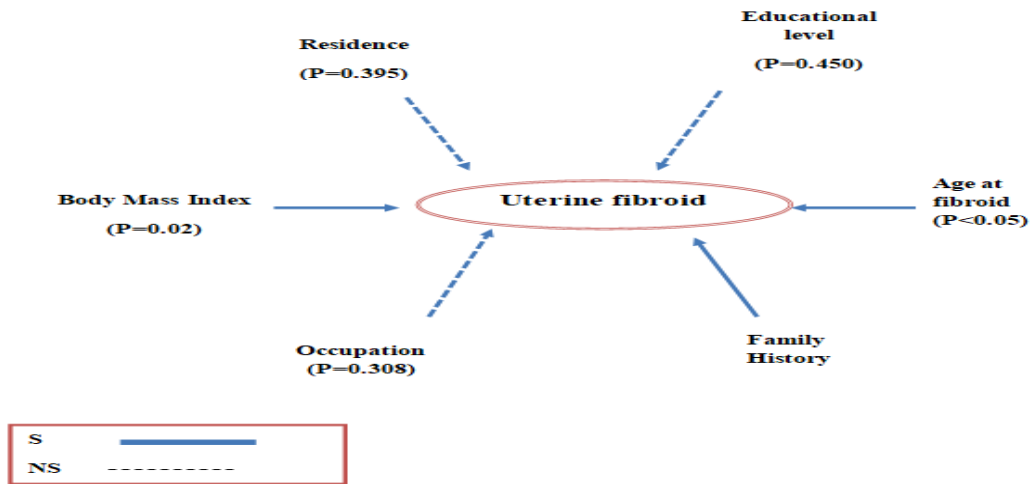 Residence
(P=0.395)
Educational
level
(P=0.450)
Body Mass Index
(P=0.02)
Uterine fibroid
Age at
fibroid
(P<0.05)
Occupation
(P=0.308)
Family
History
S
NS